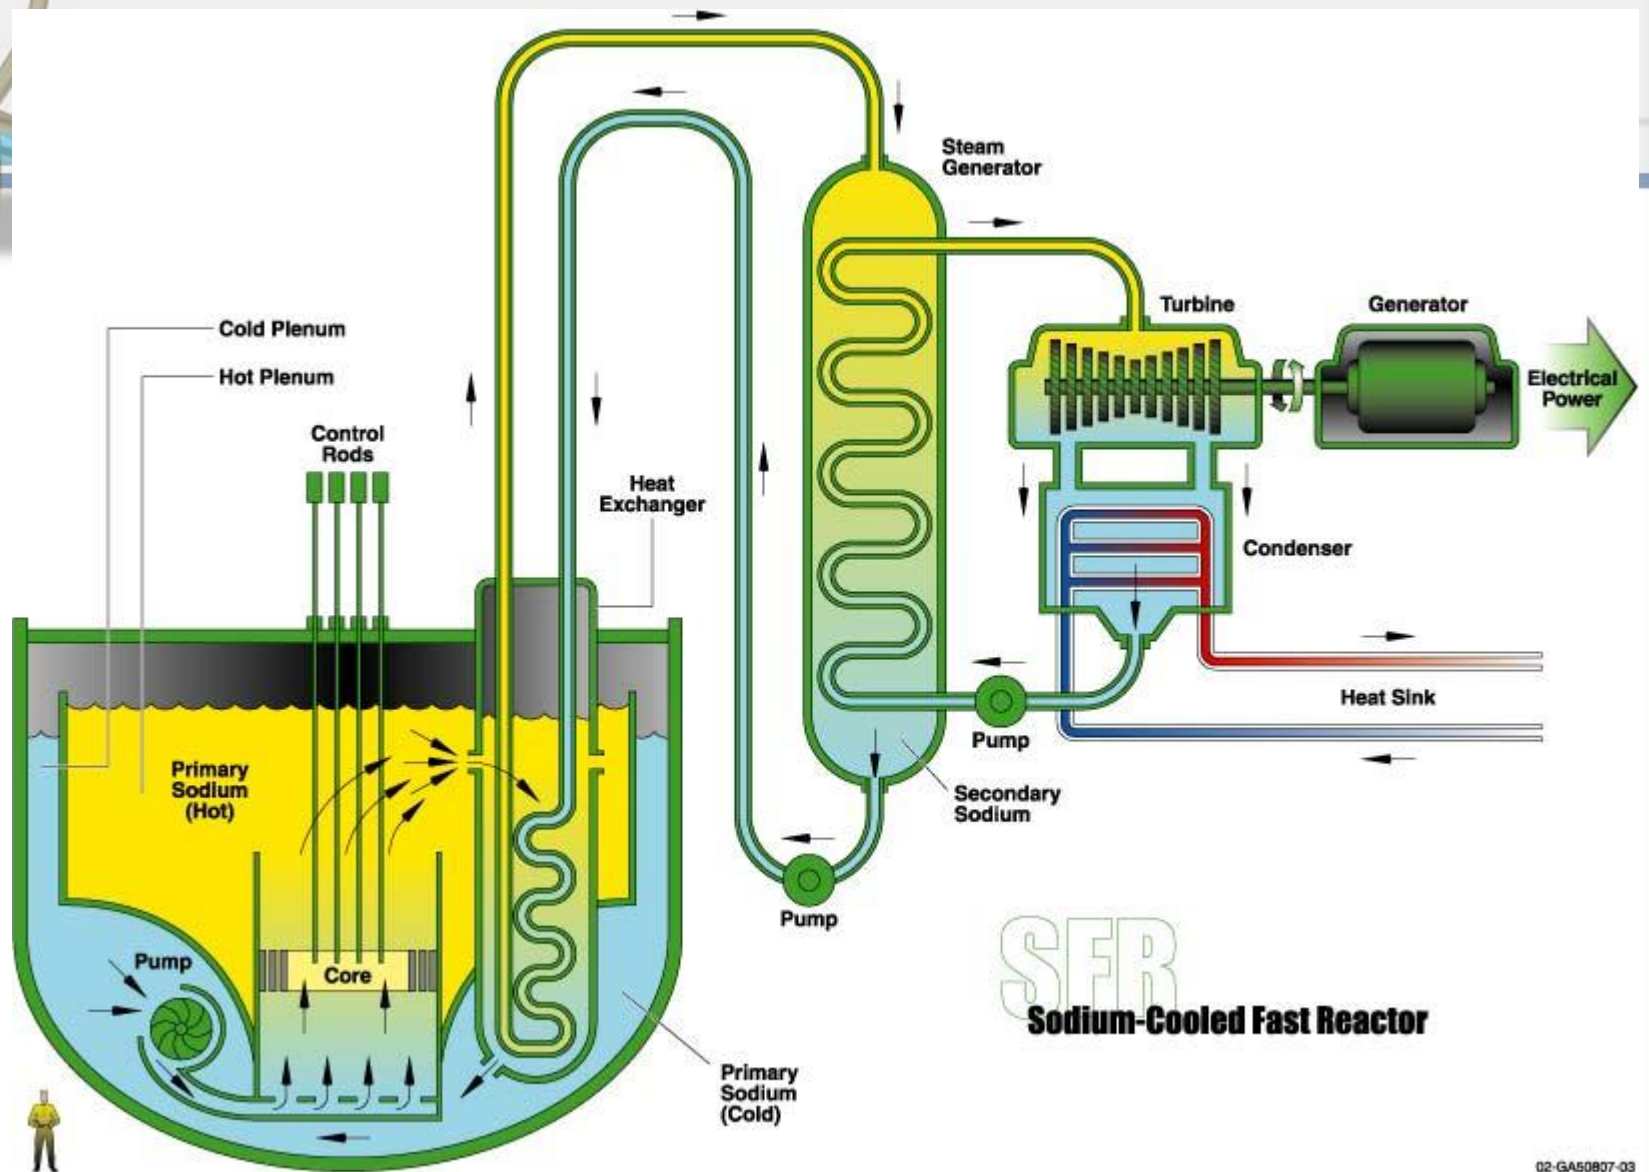 Steam
Generator
Turbine
Generator
Cold Plenum
Hot Plenum
Electrical
Power
Control
Rods
Heat
Exchanger
Condenser
Heat Sink
Pump
Primary
Sodium
(Hot)
Secondary
Sodium
Pump
Pump
Core
SFR
Sodium-Cooled Fast Reactor
Primary
Sodium
(Cold)
02-GA50807-03